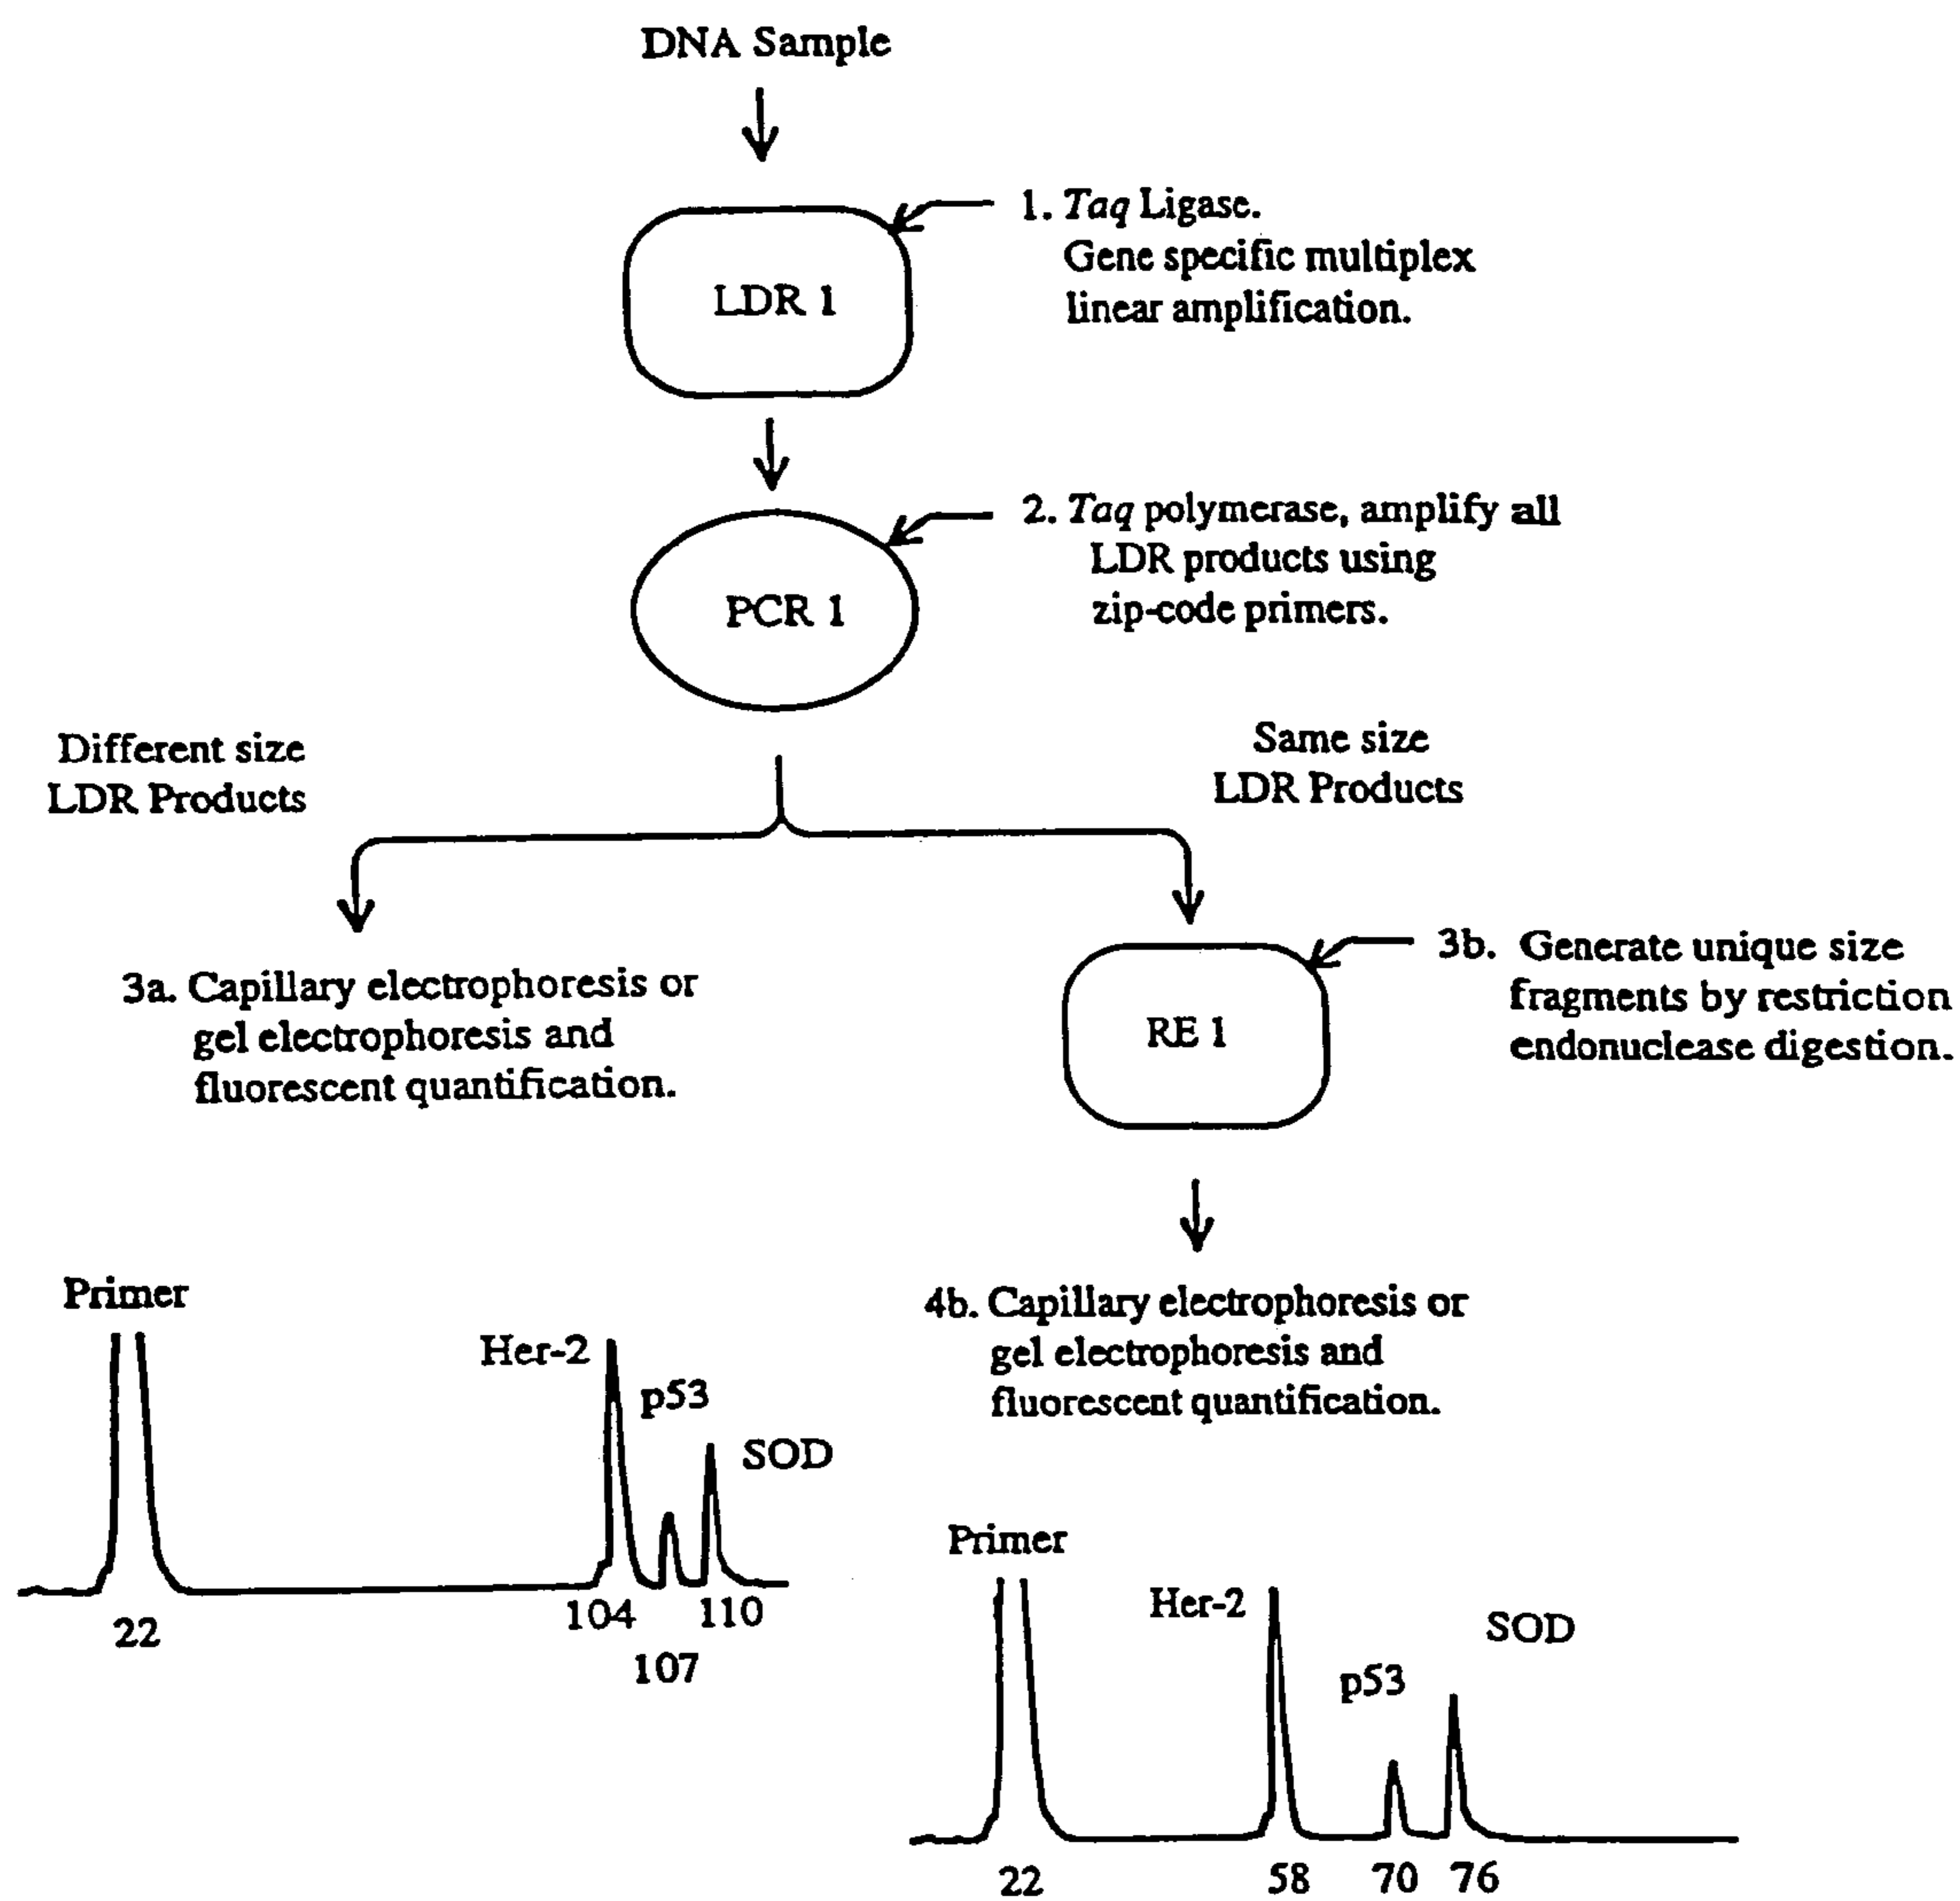 DNA Sample
LDR 1
1. Taq Ligase.
Gene specific multiplex
linear amplification.
PCR 1
2. Taq polymerase, amplify all
LDR products using
zip-code primers.
Different size
LDR Products
Same size
LDR Products
3a. Capillary electrophoresis or
gel electrophoresis and
fluorescent quantification.
RE 1
3b. Generate unique size
fragments by restriction
endonuclease digestion.
4b. Capillary electrophoresis or
gel electrophoresis and
fluorescent quantification.
Primer
Her-2
p53
SOD
22
104
107
110
Primer
Her-2
p53
SOD
22
58
70
76